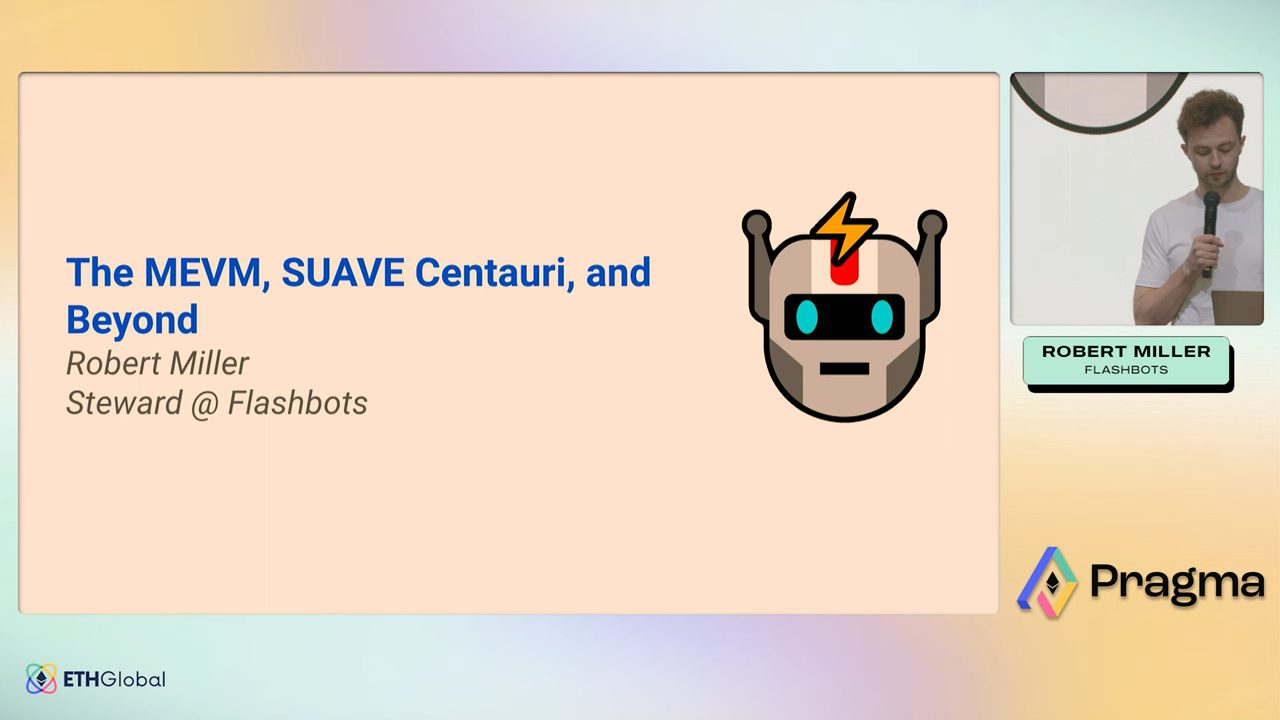 The MEVM, SUAVE Centauri, and
Beyond
Robert Miller
Steward @ Flashbots
ROBERT MILLER
FLASHBOTS
Pragma
ETHGlobal